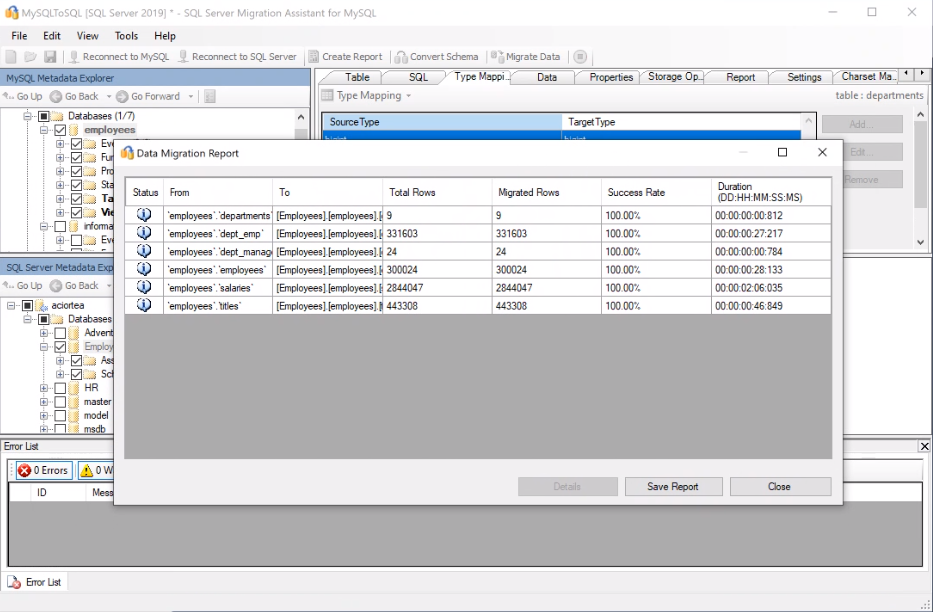 MySQLToSQL [SQL Server 2019] * - SQL Server Migration Assistant for MySQL
File Edit View Tools Help
Reconnect to MySQL Reconnect to SQL Server Create Report Convert Schema Migrate Data
MySQL Metadata Explorer
Go Up Go Back Go Forward
Databases (1/7)
employees
Eve
Fur
Pro
Sta
Ta
Vie
informa
Eve
Table SQL Type Mappi... Data Properties Storage Op... Report Settings Charset Ma...
Type Mapping
table : departments
Source Type Target Type
bigint bigint
Add...
Edit...
Remove
SQL Server Metadata Exp
Go Up Go Back
aciortea
Databases
Advent
Employ
Ass
Sch
HR
master
model
msdb
Data Migration Report
Status From To Total Rows Migrated Rows Success Rate Duration
(DD:HH:MM:SS:MS)
`employees`.`departments [Employees].[employees].[ 9 9 100.00% 00:00:00:00:812
`employees`.`dept_emp` [Employees].[employees].[ 331603 331603 100.00% 00:00:00:27:217
`employees`.`dept_manag [Employees].[employees].[ 24 24 100.00% 00:00:00:00:784
`employees`.`employees` [Employees].[employees].[ 300024 300024 100.00% 00:00:00:28:133
`employees`.`salaries` [Employees].[employees].[ 2844047 2844047 100.00% 00:00:02:06:035
`employees`.`titles` [Employees].[employees].[ 443308 443308 100.00% 00:00:00:46:849
Details Save Report Close
Error List
0 Errors 0 W
ID Mess
Error List